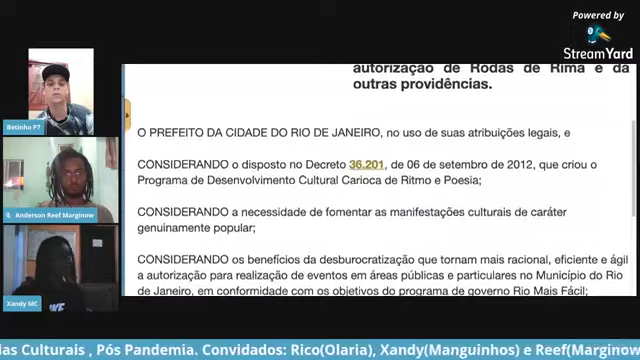 Powered by
StreamYard
autorização de Rodas de Rima e dá
outras providências.
Betinho P7
O PREFEITO DA CIDADE DO RIO DE JANEIRO, no uso de suas atribuições legais, e
CONSIDERANDO o disposto no Decreto 36.201, de 06 de setembro de 2012, que criou o
Programa de Desenvolvimento Cultural Carioca de Ritmo e Poesia;
Anderson Reef Marginow
CONSIDERANDO a necessidade de fomentar as manifestações culturais de caráter
genuinamente popular;
CONSIDERANDO os benefícios da desburocratização que tornam mais racional, eficiente e ágil
a autorização para realização de eventos em áreas públicas e particulares no Município do Rio
de Janeiro, em conformidade com os objetivos do programa de governo Rio Mais Fácil;
Xandy MC
das Culturais , Pós Pandemia. Convidados: Rico(Olaria), Xandy(Manguinhos) e Reef(Marginow